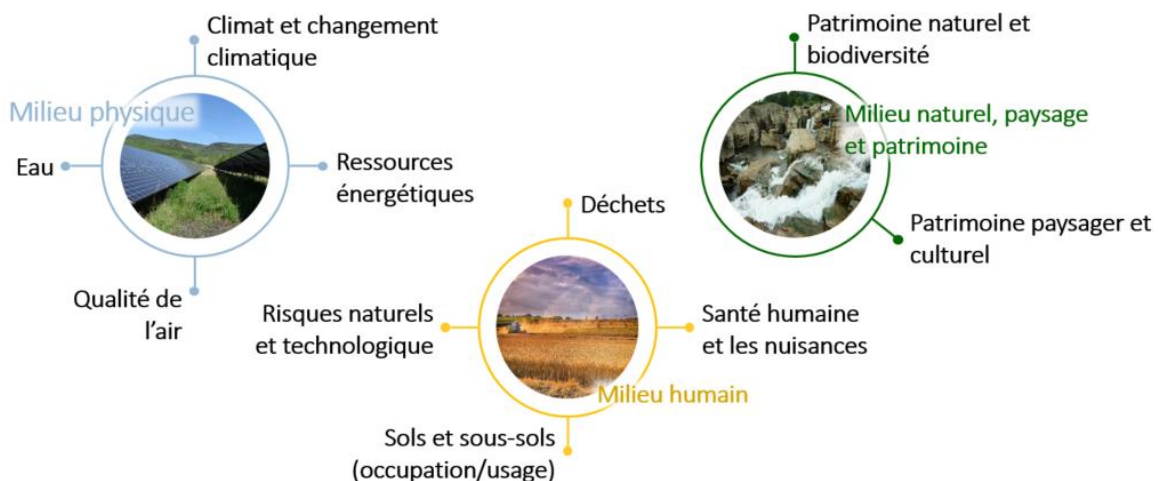 Climat et changement
climatique
Milieu physique
Eau
Ressources
énergétiques
Qualité de
l'air
Déchets
Risques naturels
et technologique
Santé humaine
et les nuisances
Milieu humain
Sols et sous-sols
(occupation/usage)
Patrimoine naturel et
biodiversité
Milieu naturel, paysage
et patrimoine
Patrimoine paysager et
culturel